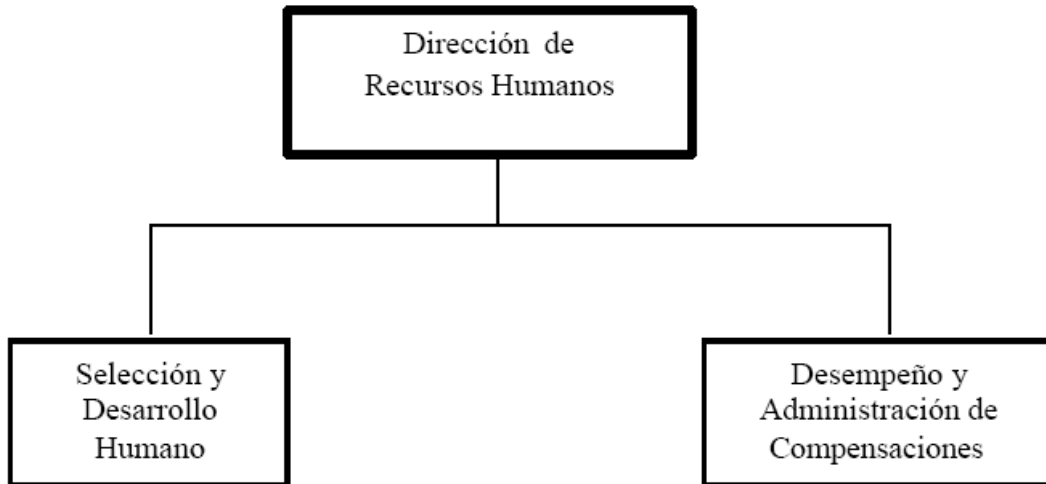 Dirección de
Recursos Humanos
Selección y
Desarrollo
Humano
Desempeño y
Administración de
Compensaciones